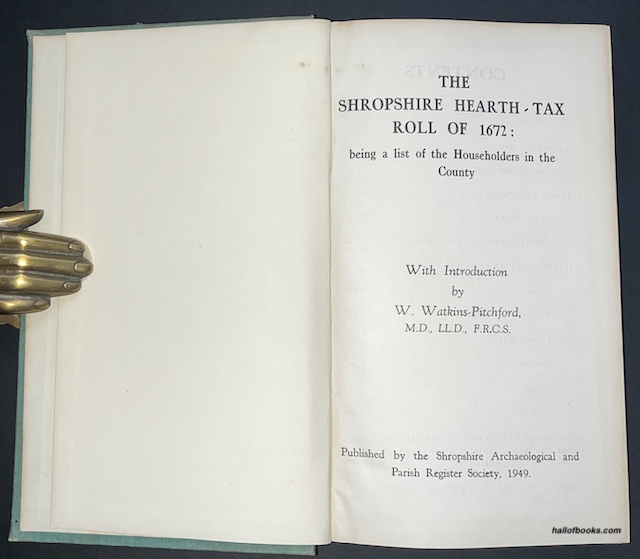 THE
SHROPSHIRE HEARTH-TAX
ROLL OF 1672:
being a list of the Householders in the
County
With Introduction
by
W. Watkins-Pitchford,
M.D., LL.D., F.R.C.S.
Published by the Shropshire Archaeological and
Parish Register Society, 1949.
hallofbooks.com